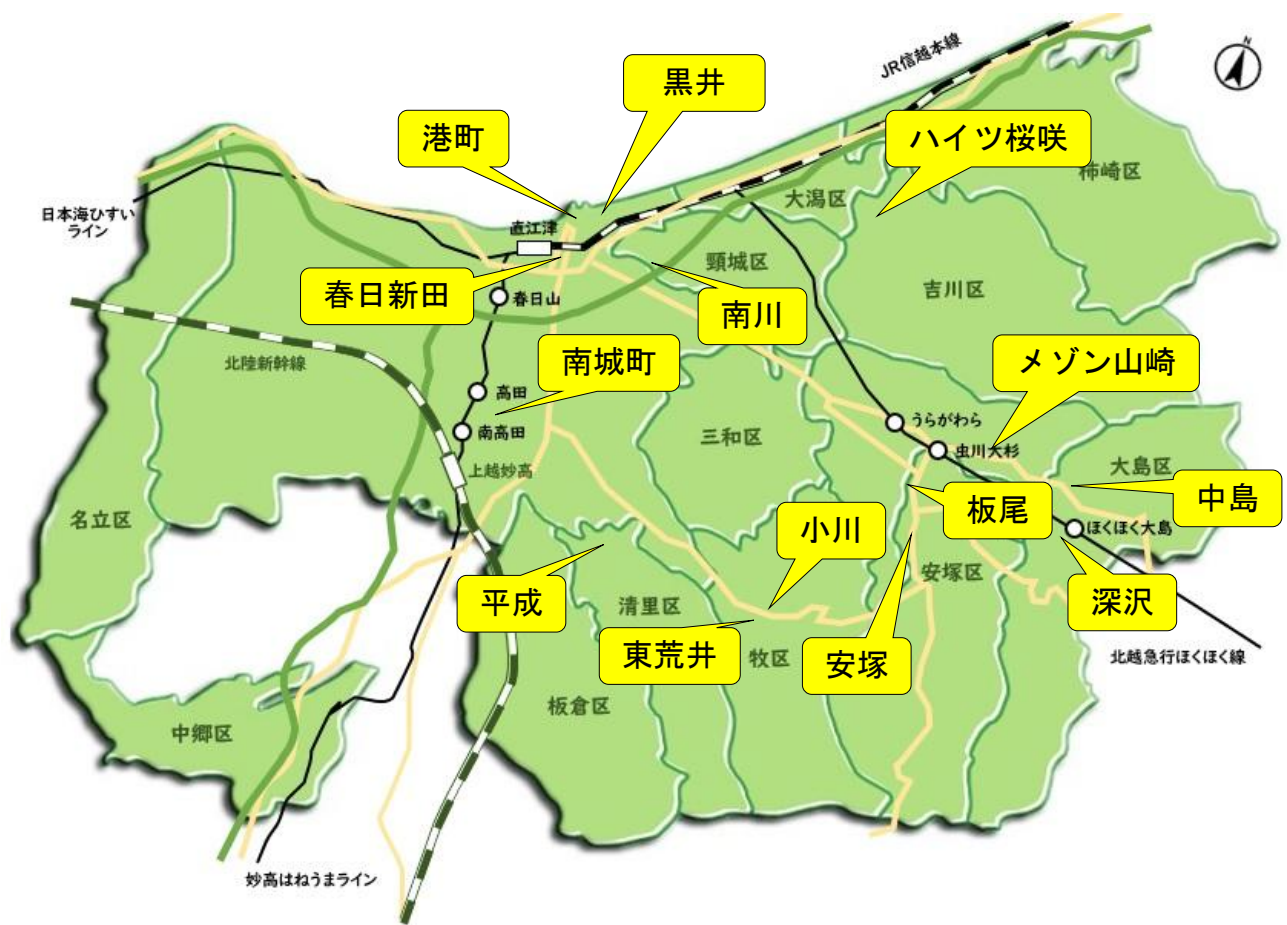 N
JR信越本線
黒井
港町
ハイツ桜咲
柿崎区
大潟区
日本海ひすい
ライン
直江津
頸城区
春日新田
春日山
南川
吉川区
北陸新幹線
南城町
メゾン山崎
高田
うらがわら
南高田
三和区
虫川大杉
上越妙高
大島区
中島
名立区
板尾
小川
ほくほく大島
安塚区
平成
清里区
深沢
東荒井
牧区
安塚
北越急行ほくほく線
板倉区
中郷区
妙高はねうまライン